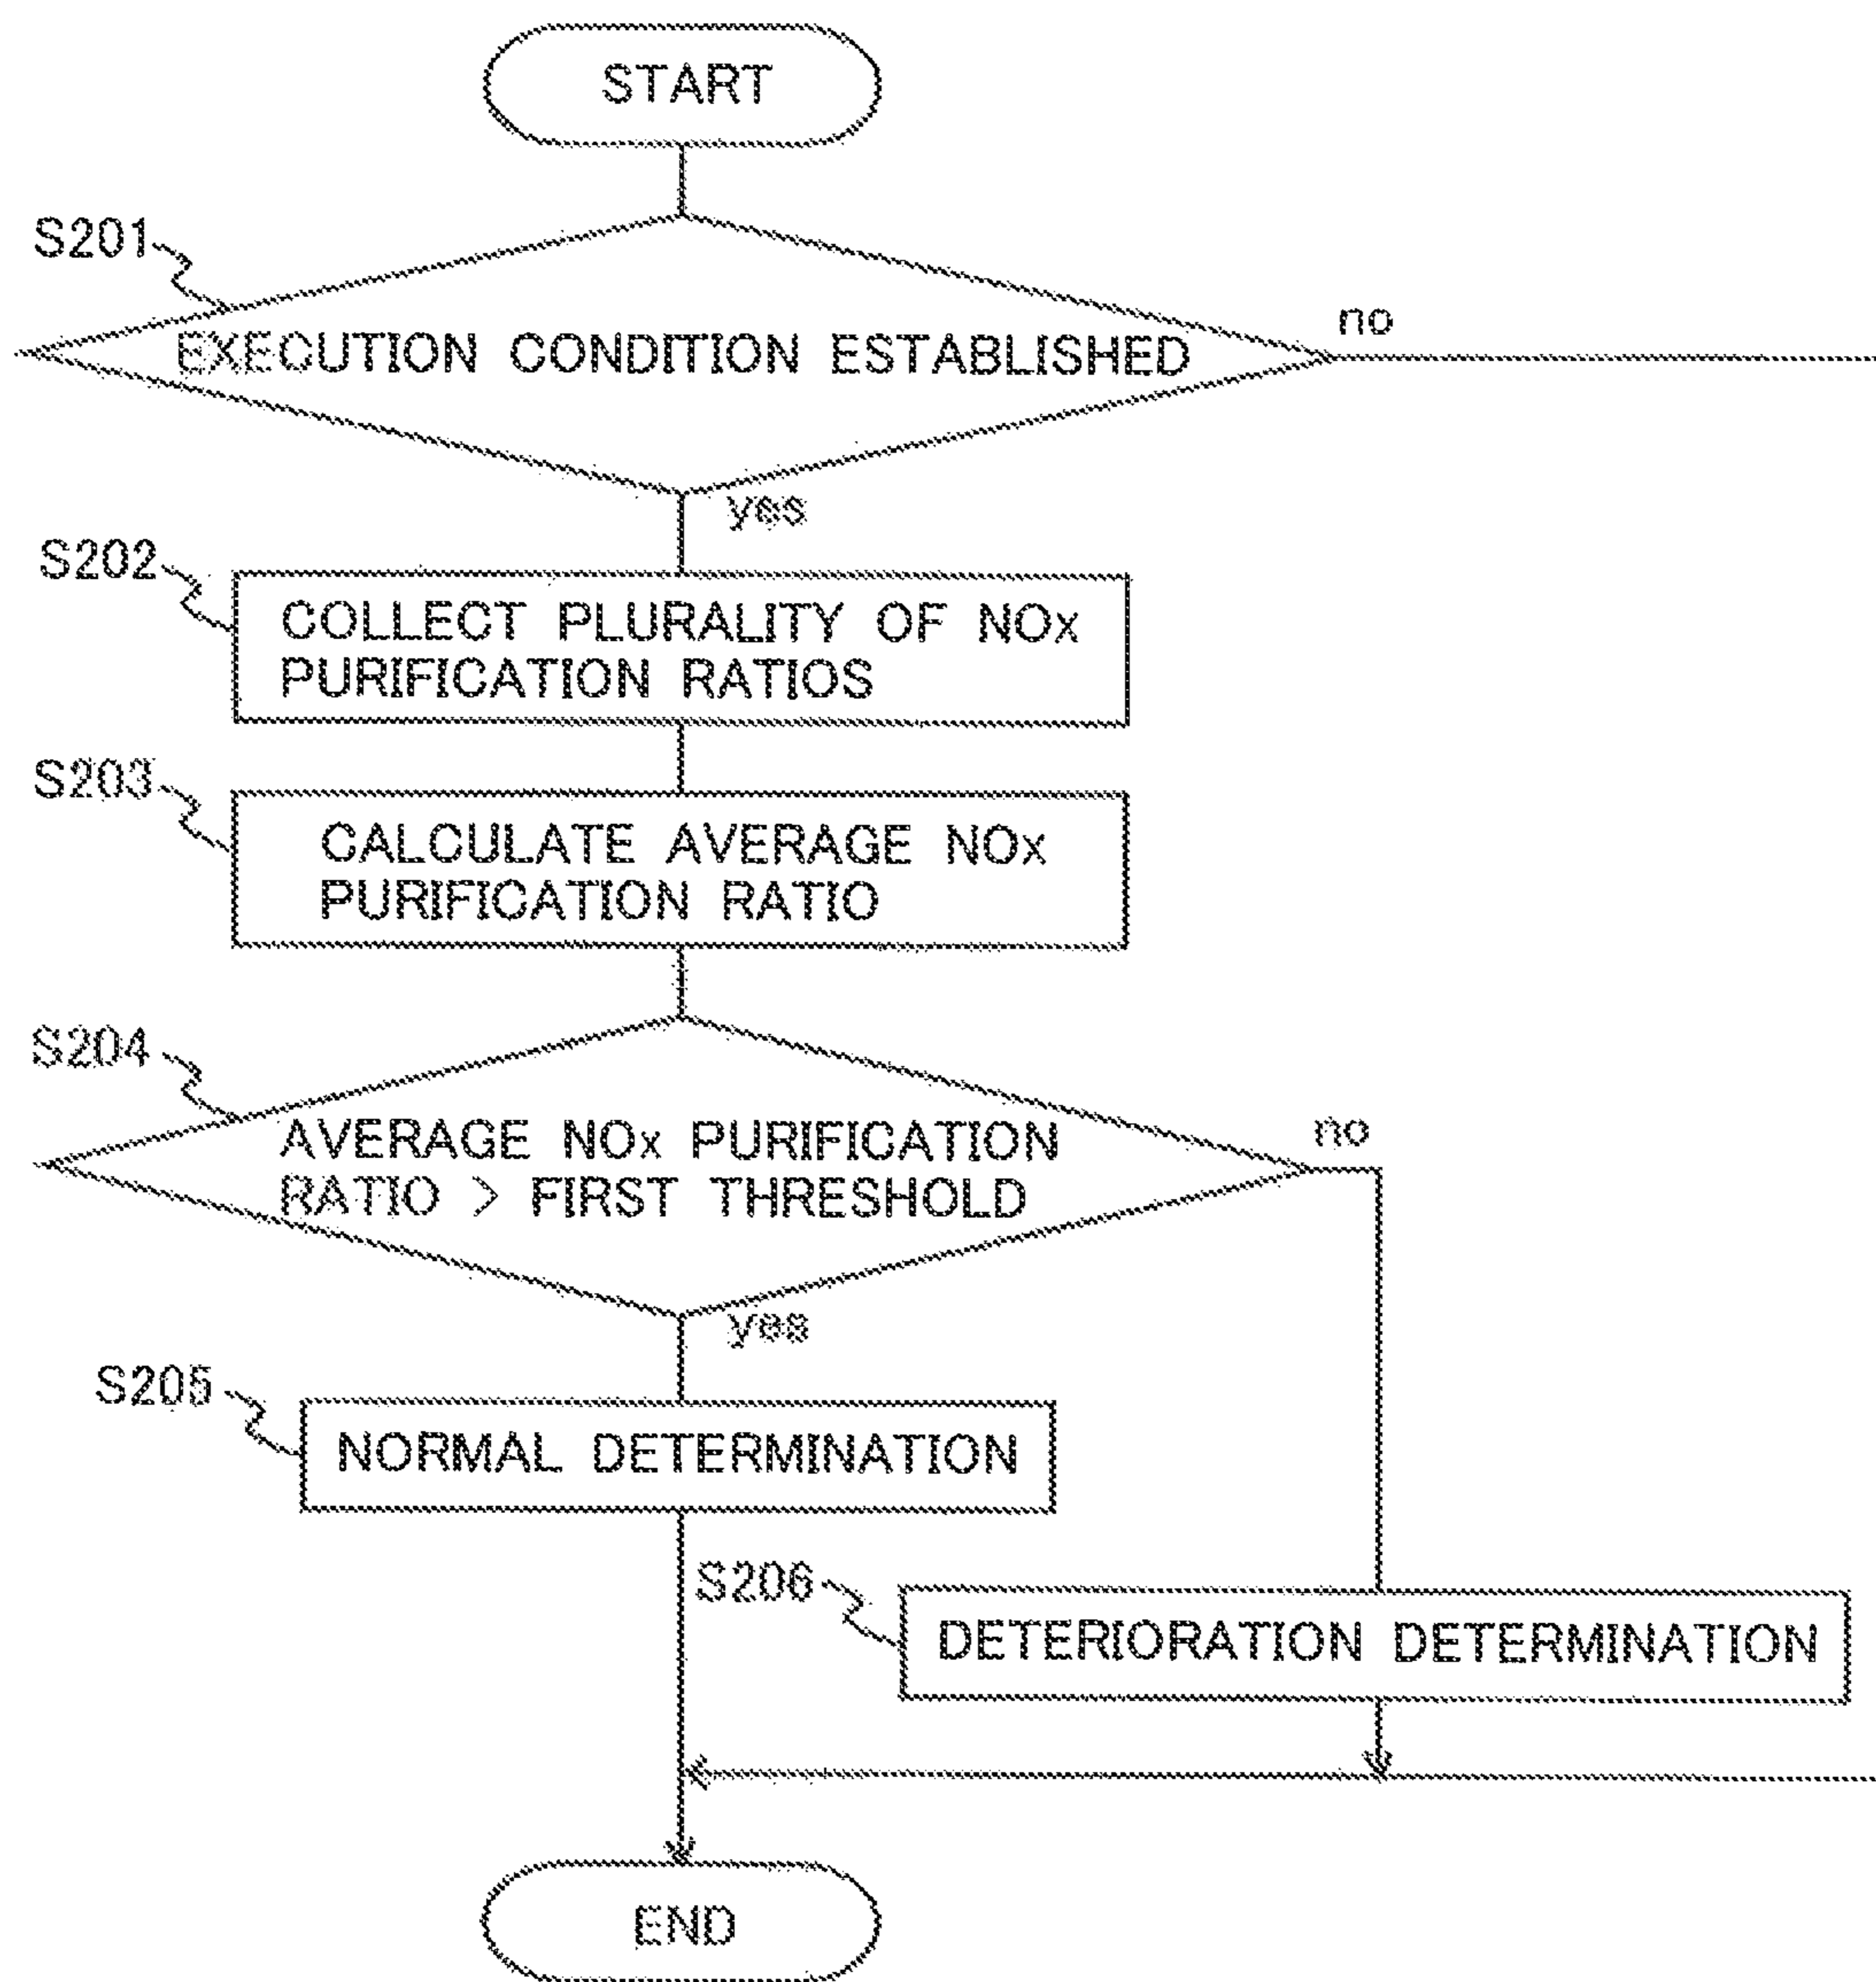 START
S201
EXECUTION CONDITION ESTABLISHED
no
yes
S202
COLLECT PLURALITY OF NOx
PURIFICATION RATIOS
S203
CALCULATE AVERAGE NOx
PURIFICATION RATIO
S204
AVERAGE NOx PURIFICATION
RATIO > FIRST THRESHOLD
no
yes
S205
NORMAL DETERMINATION
S206
DETERIORATION DETERMINATION
END